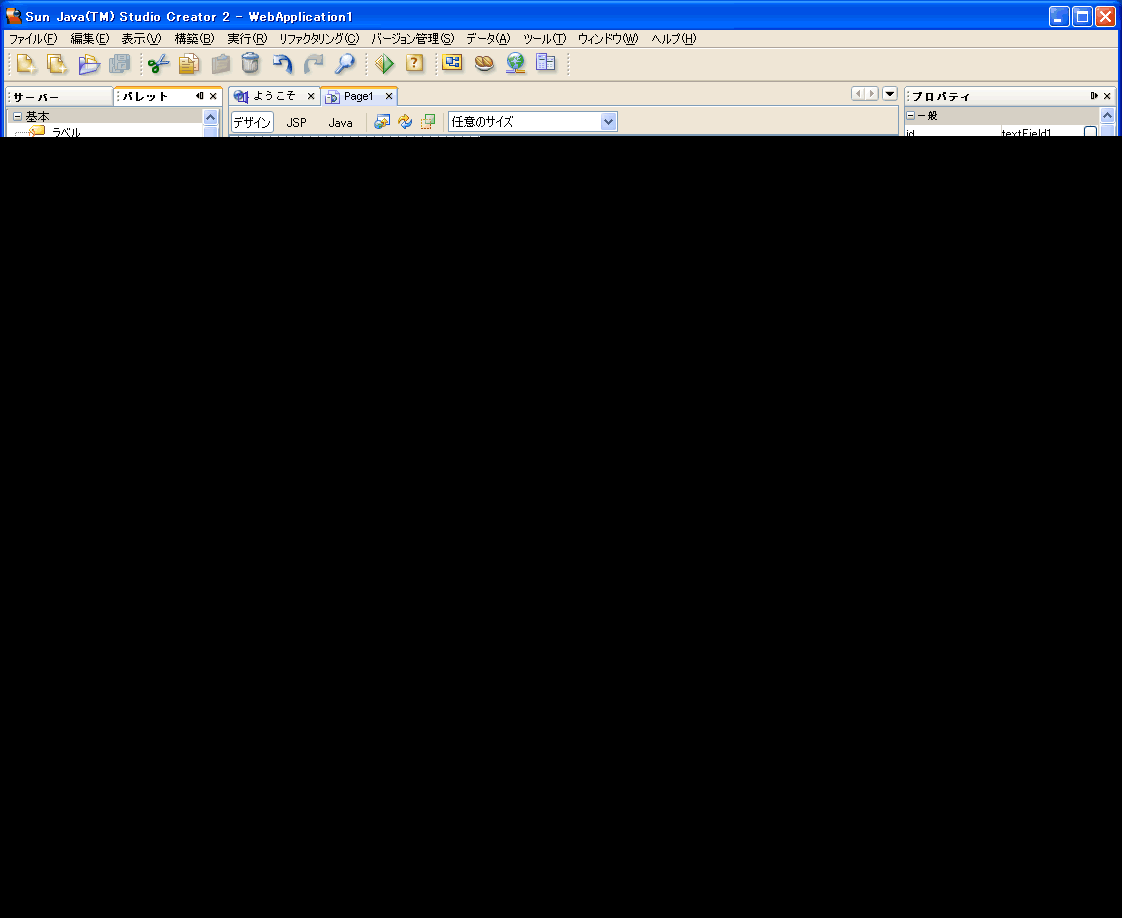 Sun Java(TM) Studio Creator 2 - WebApplication1
ファイル(F) 編集(E) 表示(V) 構築(B) 実行(R) リファクタリング(C) バージョン管理(S) データ(A) ツール(T) ウィンドウ(W) ヘルプ(H)
サーバー パレット ようこそ Page1 プロパティ
基本 デザイン JSP Java 任意のサイズ 一般
ラベル id textField1